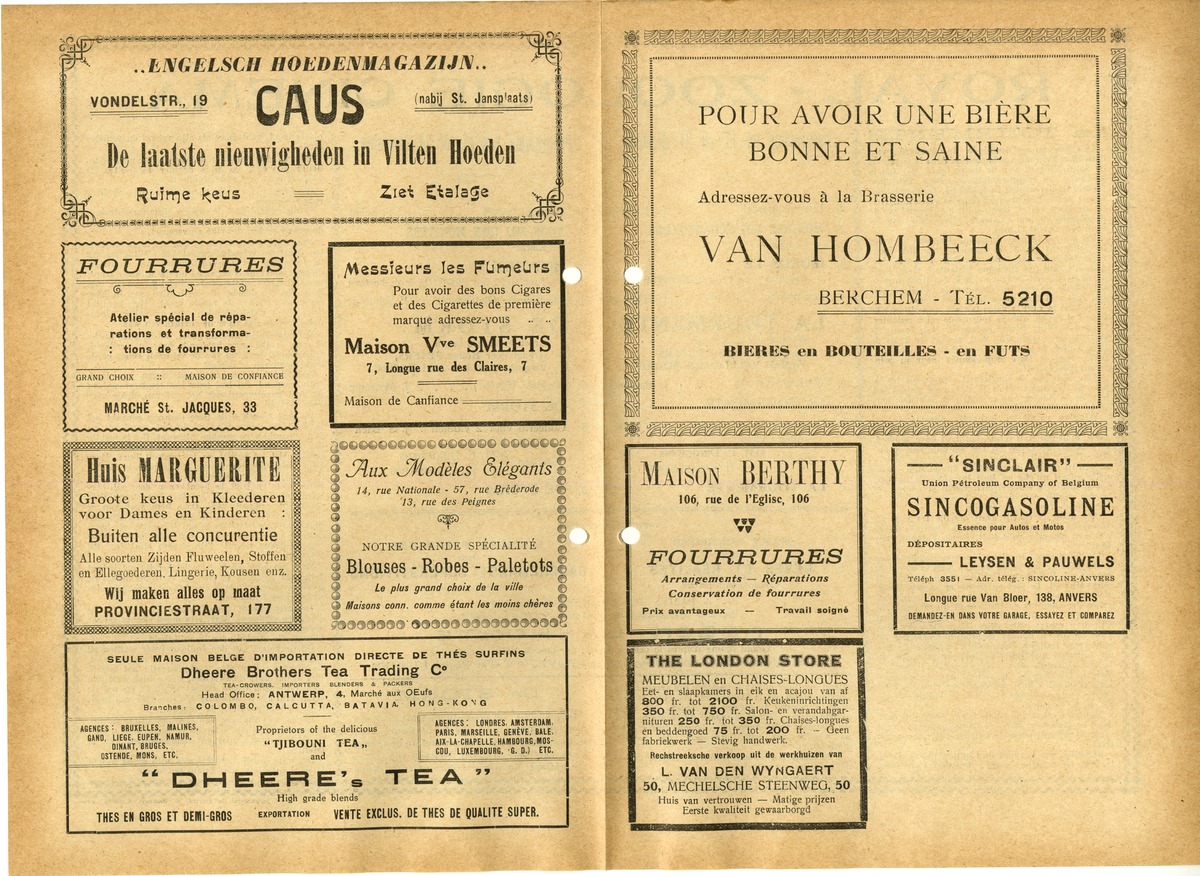 ..ENGELSCH HOEDENMAGAZIJN..
VONDELSTR., 19
CAUS
(nabij St. Jansplaats)
De laatste nieuwigheden in Vilten Hoeden
Ruime keus
Ziet Etalage
FOURRURES
Atelier spécial de répa-
rations et transforma-
: tions de fourrures :
GRAND CHOIX :: MAISON DE CONFIANCE
MARCHÉ St. JACQUES, 33
Messieurs les Fumeurs
Pour avoir des bons Cigares
et des Cigarettes de première
marque adressez-vous .. ..
Maison Vve SMEETS
7, Longue rue des Claires, 7
Maison de Canfiance
Huis MARGUERITE
Groote keus in Kleederen
voor Dames en Kinderen :
Buiten alle concurentie
Alle soorten Zijden Fluweelen, Stoffen
en Ellegoederen, Lingerie, Kousen enz.
Wij maken alles op maat
PROVINCIESTRAAT, 177
Aux Modèles Elégants
14, rue Nationale - 57, rue Bréderode
13, rue des Peignes
NOTRE GRANDE SPÉCIALITÉ
Blouses - Robes - Paletots
Le plus grand choix de la ville
Maisons conn. comme étant les moins chères
SEULE MAISON BELGE D'IMPORTATION DIRECTE DE THÉS SURFINS
Dheere Brothers Tea Trading Co
TEA-CROWERS, IMPORTERS BLENDERS & PACKERS
Head Office: ANTWERP, 4, Marché aux OEufs
Branches: COLOMBO, CALCUTTA, BATAVIA, HONG-KONG
AGENCES: BRUXELLES, MALINES,
GAND, LIEGE, EUPEN, NAMUR,
DINANT, BRUGES,
OSTENDE, MONS, ETC.
Proprietors of the delicious
"TJIBOUNI TEA„
and
AGENCES: LONDRES, AMSTERDAM,
PARIS, MARSEILLE, GENÈVE, BALE,
AIX-LA-CHAPELLE, HAMBOURG, MOS-
COU, LUXEMBOURG, (G. D.) ETC.
“ DHEERE's TEA ”
High grade blends
THES EN GROS ET DEMI-GROS EXPORTATION VENTE EXCLUS. DE THES DE QUALITE SUPER.
POUR AVOIR UNE BIÈRE
BONNE ET SAINE
Adressez-vous à la Brasserie
VAN HOMBEECK
BERCHEM - TÉL. 5210
BIERES en BOUTEILLES - en FUTS
MAISON BERTHY
106, rue de l'Eglise, 106
FOURRURES
Arrangements — Réparations
Conservation de fourrures
Prix avantageux — Travail soigné
“SINCLAIR”
Union Pétroleum Company of Belgium
SINCOGASOLINE
Essence pour Autos et Motos
DÉPOSITAIRES
LEYSEN & PAUWELS
Téléph 3551 — Adr. télég.: SINCOLINE-ANVERS
Longue rue Van Bloer, 138, ANVERS
DEMANDEZ-EN DANS VOTRE GARAGE, ESSAYEZ ET COMPAREZ
THE LONDON STORE
MEUBELEN en CHAISES-LONGUES
Eet- en slaapkamers in eik en acajou van af
800 fr. tot 2100 fr. Keukeninrichtingen
350 fr. tot 750 fr. Salon- en verandahgar-
nituren 250 fr. tot 350 fr. Chaises-longues
en beddengoed 75 fr. tot 200 fr. — Geen
fabriekwerk — Stevig handwerk.
Rechstreeksche verkoop uit de werkhuizen van
L. VAN DEN WYNGAERT
50, MECHELSCHE STEENWEG, 50
Huis van vertrouwen — Matige prijzen
Eerste kwaliteit gewaarborgd